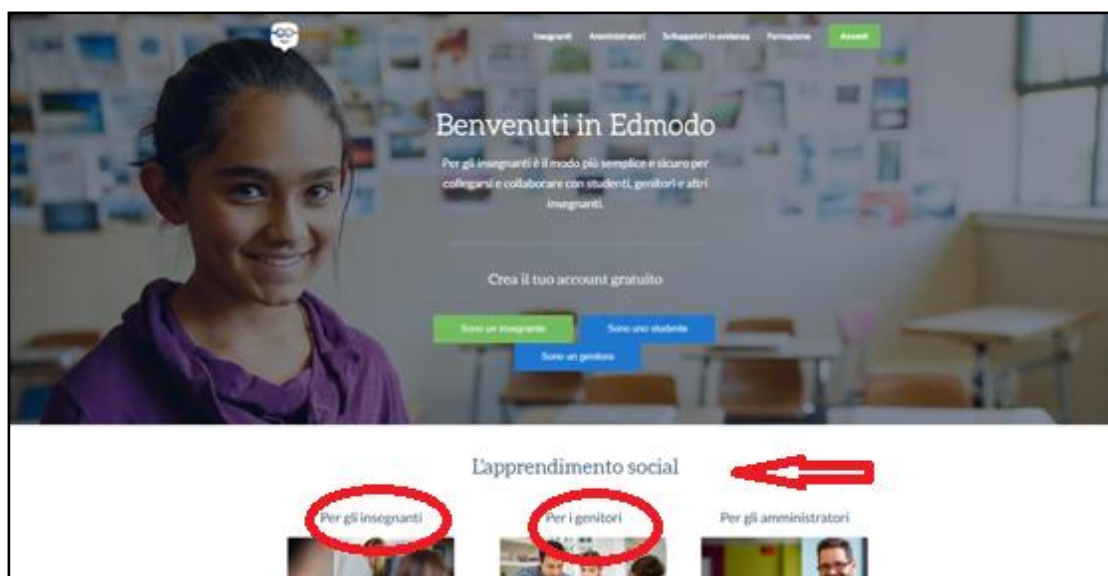 Insegnanti Amministratori Sviluppatori in evidenza Formazione Accedi
Benvenuti in Edmodo
Per gli insegnanti è il modo più semplice e sicuro per
collegarsi e collaborare con studenti, genitori e altri
insegnanti.
Crea il tuo account gratuito
Sono un insegnante Sono uno studente
Sono un genitore
L'apprendimento social
Per gli insegnanti Per i genitori Per gli amministratori